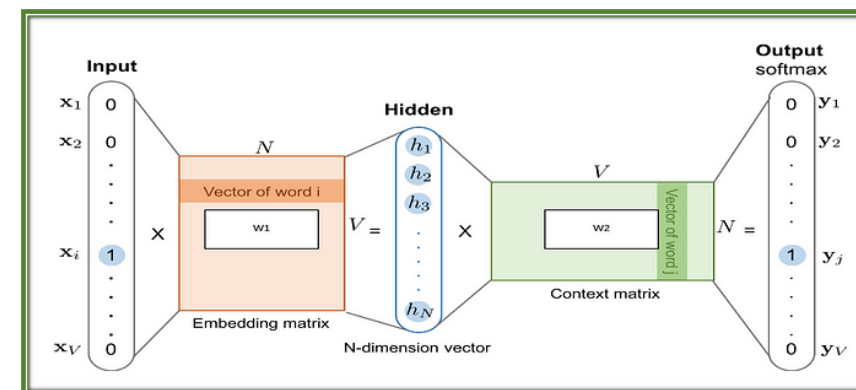 Input
x1 0
x2 0
xi 1
xV 0
×
N
Vector of word i
w1
V =
Embedding matrix
Hidden
h1
h2
h3
hN
N-dimension vector
×
V
w2
Vector of word j
N =
Context matrix
Output
softmax
0 y1
0 y2
1 yj
0 yV